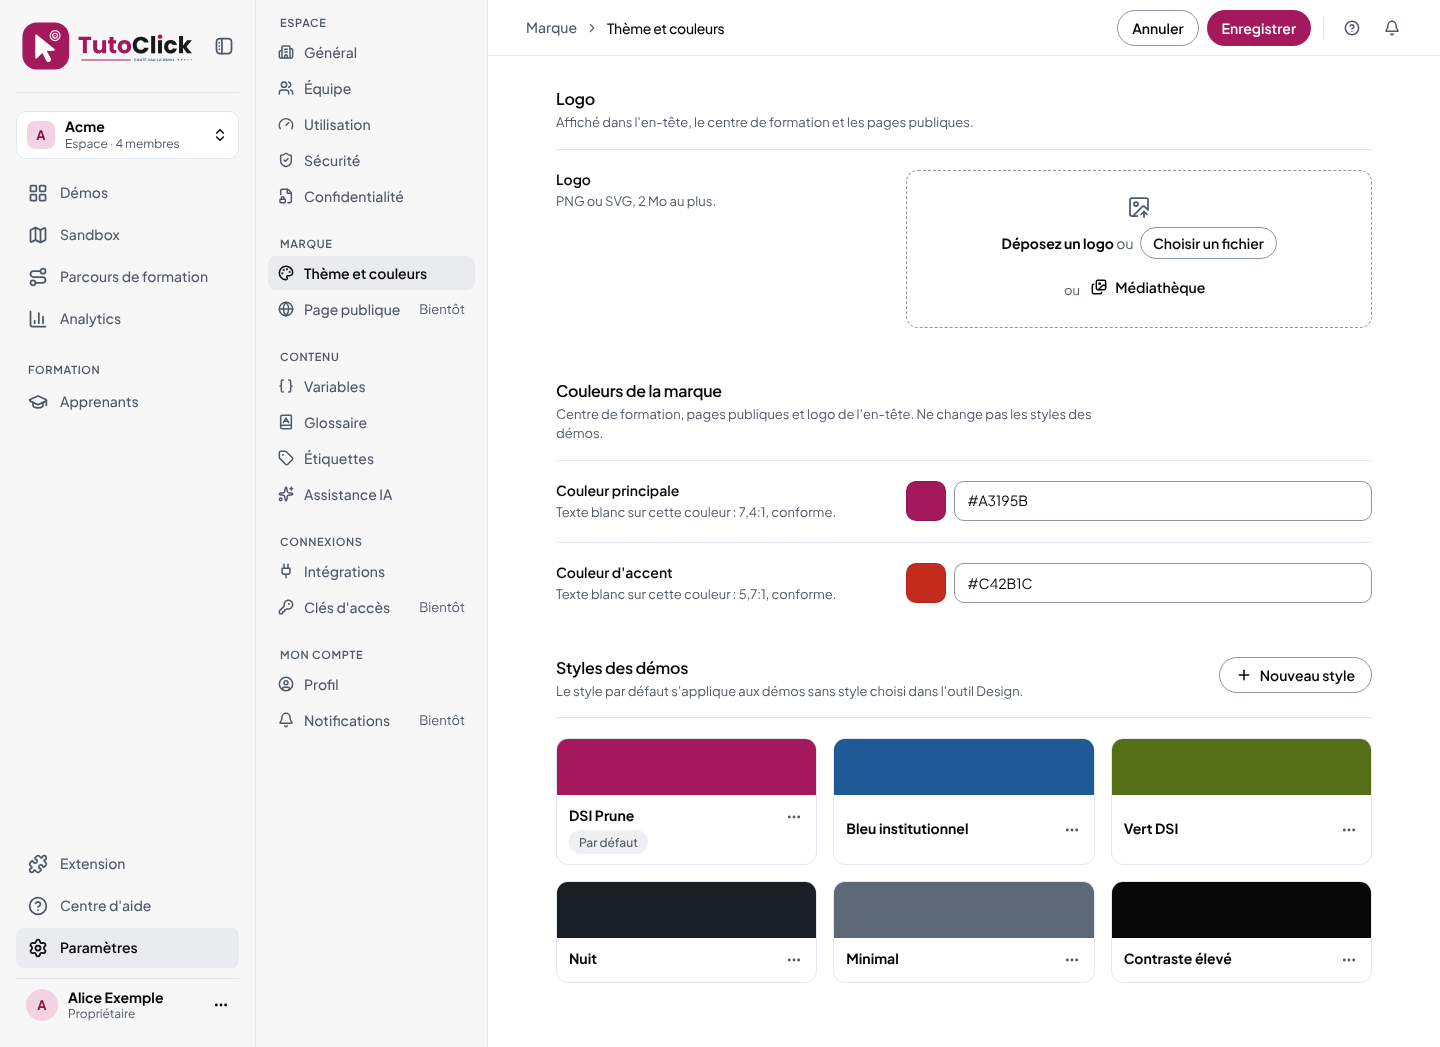 TutoClick
A
Acme
Espace · 4 membres
Démos
Sandbox
Parcours de formation
Analytics
FORMATION
Apprenants
Extension
Centre d'aide
Paramètres
A
Alice Exemple
Propriétaire
ESPACE
Général
Équipe
Utilisation
Sécurité
Confidentialité
MARQUE
Thème et couleurs
Page publique Bientôt
CONTENU
Variables
Glossaire
Étiquettes
Assistance IA
CONNEXIONS
Intégrations
Clés d'accès Bientôt
MON COMPTE
Profil
Notifications Bientôt
Marque > Thème et couleurs
Annuler
Enregistrer
Logo
Affiché dans l'en-tête, le centre de formation et les pages publiques.
Logo
PNG ou SVG, 2 Mo au plus.
Déposez un logo ou Choisir un fichier
ou Médiathèque
Couleurs de la marque
Centre de formation, pages publiques et logo de l'en-tête. Ne change pas les styles des
démos.
Couleur principale
Texte blanc sur cette couleur : 7,4:1, conforme.
#A3195B
Couleur d'accent
Texte blanc sur cette couleur : 5,7:1, conforme.
#C42B1C
Styles des démos
Le style par défaut s'applique aux démos sans style choisi dans l'outil Design.
+ Nouveau style
DSI Prune
Par défaut
Bleu institutionnel
Vert DSI
Nuit
Minimal
Contraste élevé